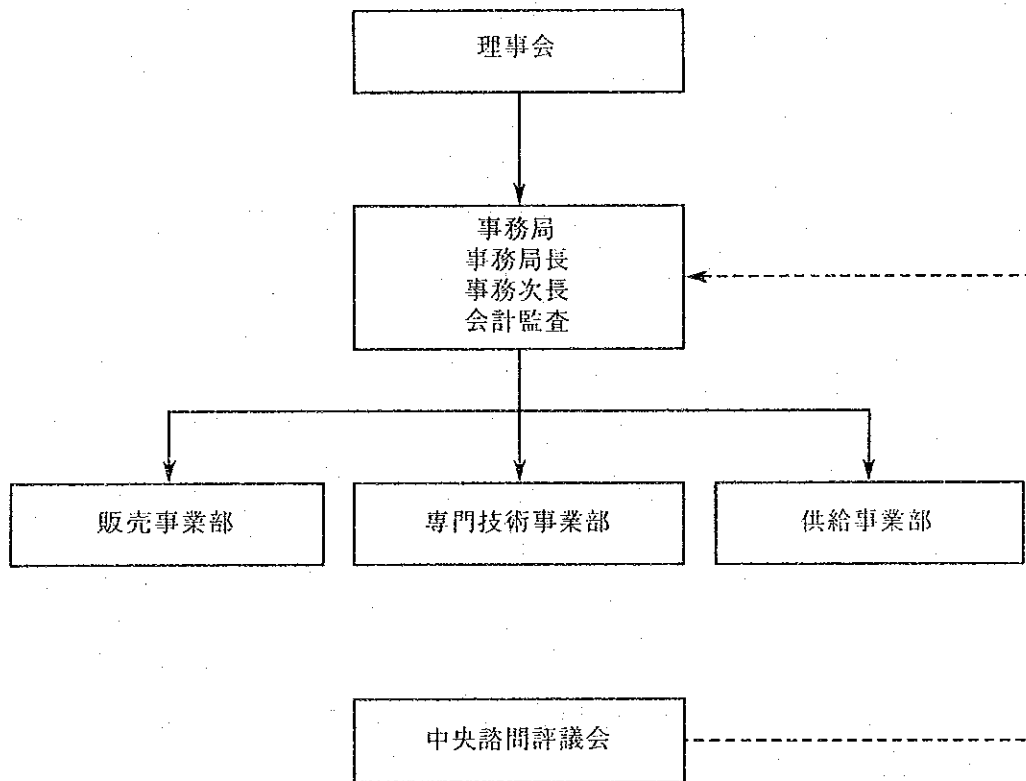 理事会
事務局
事務局長
事務次長
会計監査
販売事業部
専門技術事業部
供給事業部
中央諮問評議会